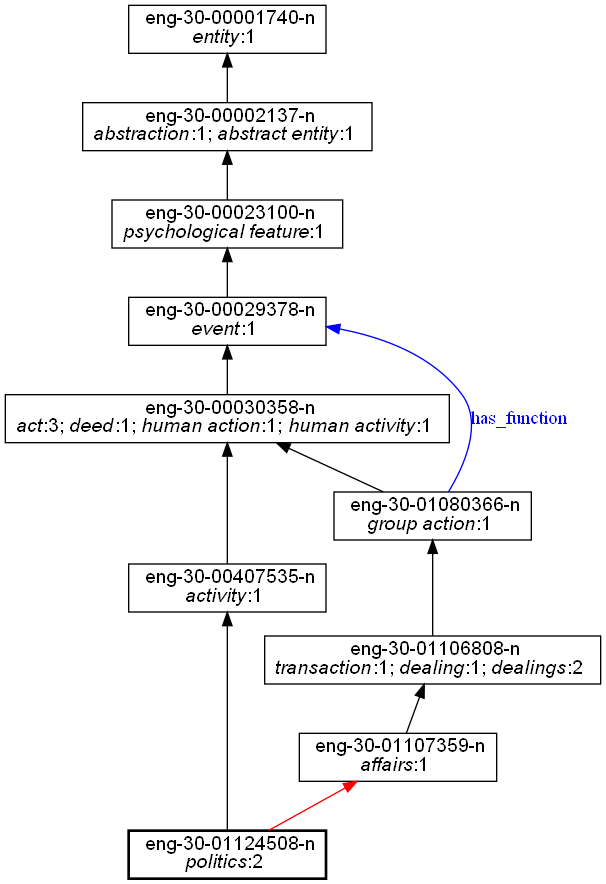 eng-30-00001740-n
entity:1
eng-30-00002137-n
abstraction:1; abstract entity:1
eng-30-00023100-n
psychological feature:1
eng-30-00029378-n
event:1
eng-30-00030358-n
act:3; deed:1; human action:1; human activity:1
has_function
eng-30-01080366-n
group action:1
eng-30-00407535-n
activity:1
eng-30-01106808-n
transaction:1; dealing:1; dealings:2
eng-30-01107359-n
affairs:1
eng-30-01124508-n
politics:2